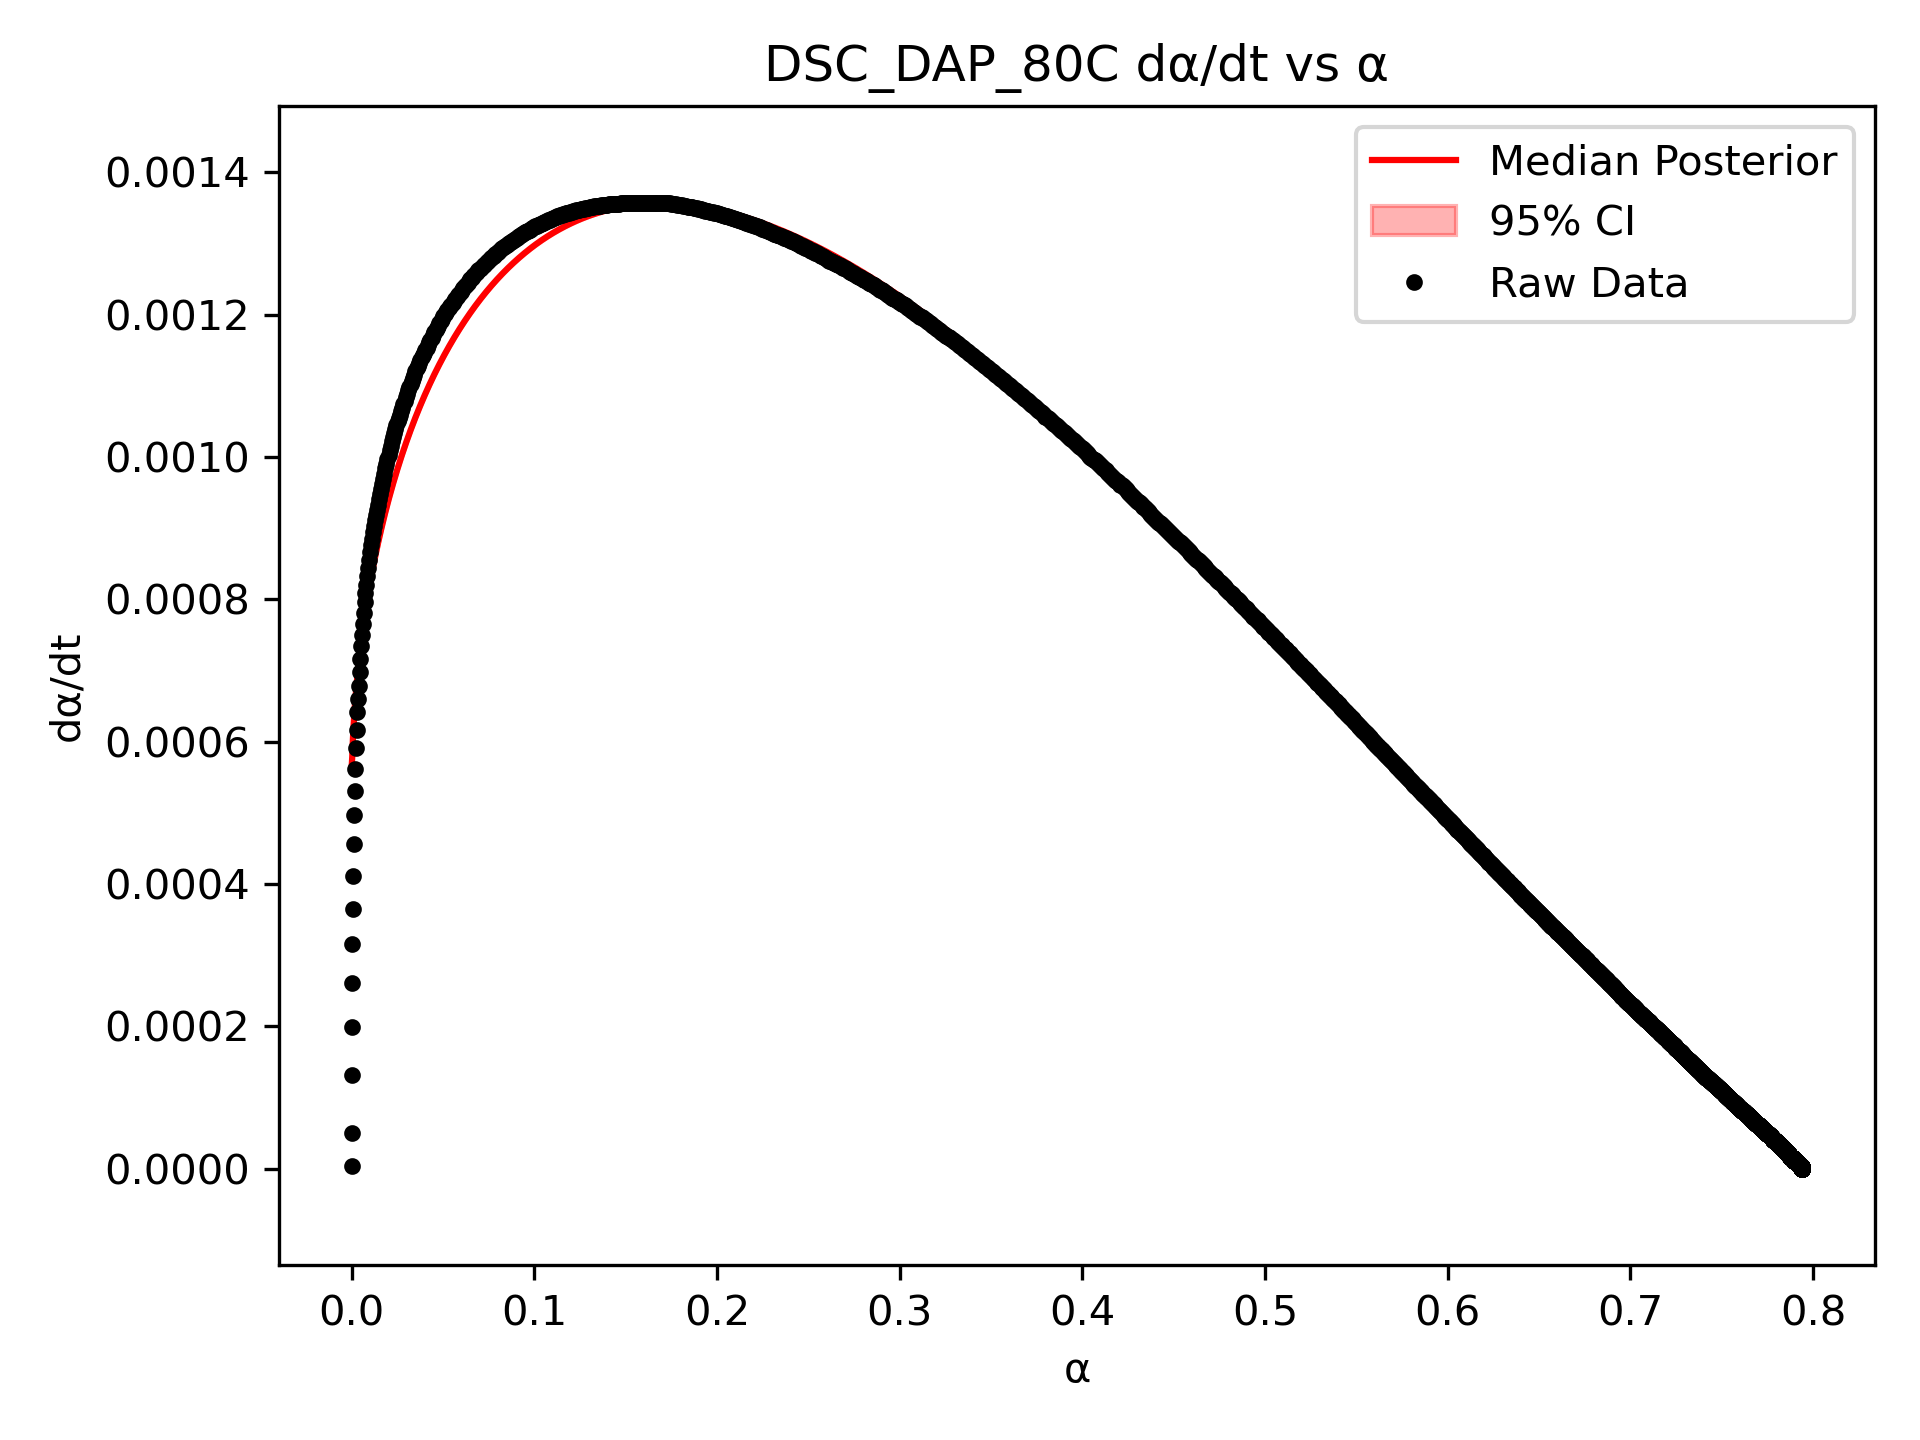 DSC_DAP_80C dα/dt vs α
Median Posterior
95% CI
Raw Data
dα/dt
0.0014
0.0012
0.0010
0.0008
0.0006
0.0004
0.0002
0.0000
0.0 0.1 0.2 0.3 0.4 0.5 0.6 0.7 0.8
α